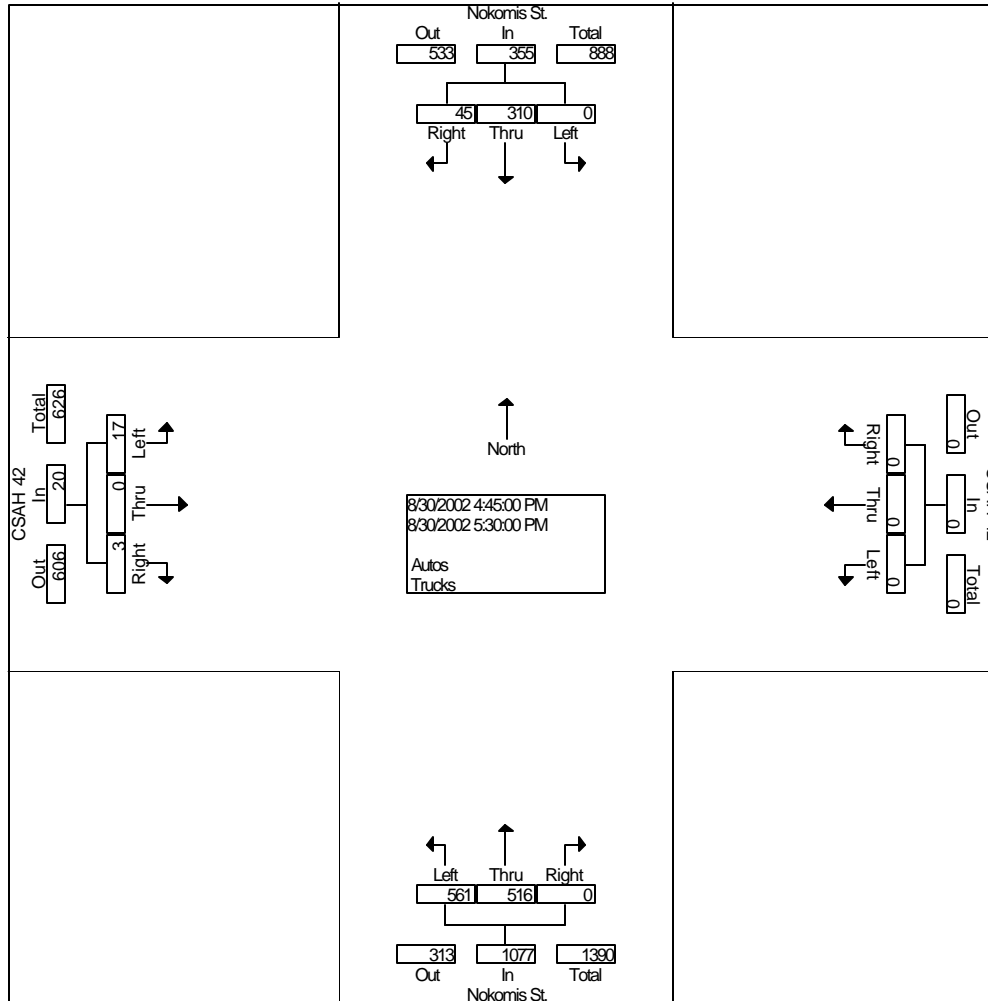 Nokomis St.
Out In Total
533 355 888
45 310 0
Right Thru Left
CSAH 42
Total 626
In 20
Out 606
17 Left
0 Thru
3 Right
North
8/30/2002 4:45:00 PM
8/30/2002 5:30:00 PM
Autos
Trucks
Right 0
Thru 0
Left 0
Out 0
In 0
Total 0
Left Thru Right
561 516 0
313 1077 1390
Out In Total
Nokomis St.